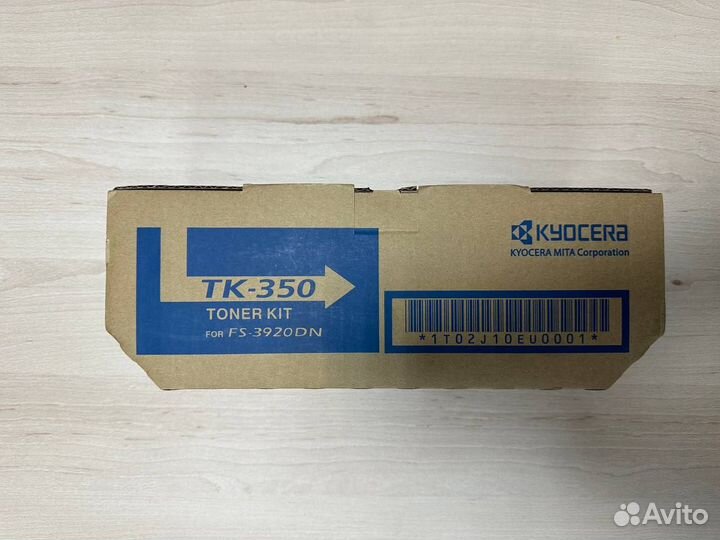 TK-350
TONER KIT
FOR FS-3920DN
KYOCERA
KYOCERA MITA Corporation
*1T02J10EU0001*
Avito